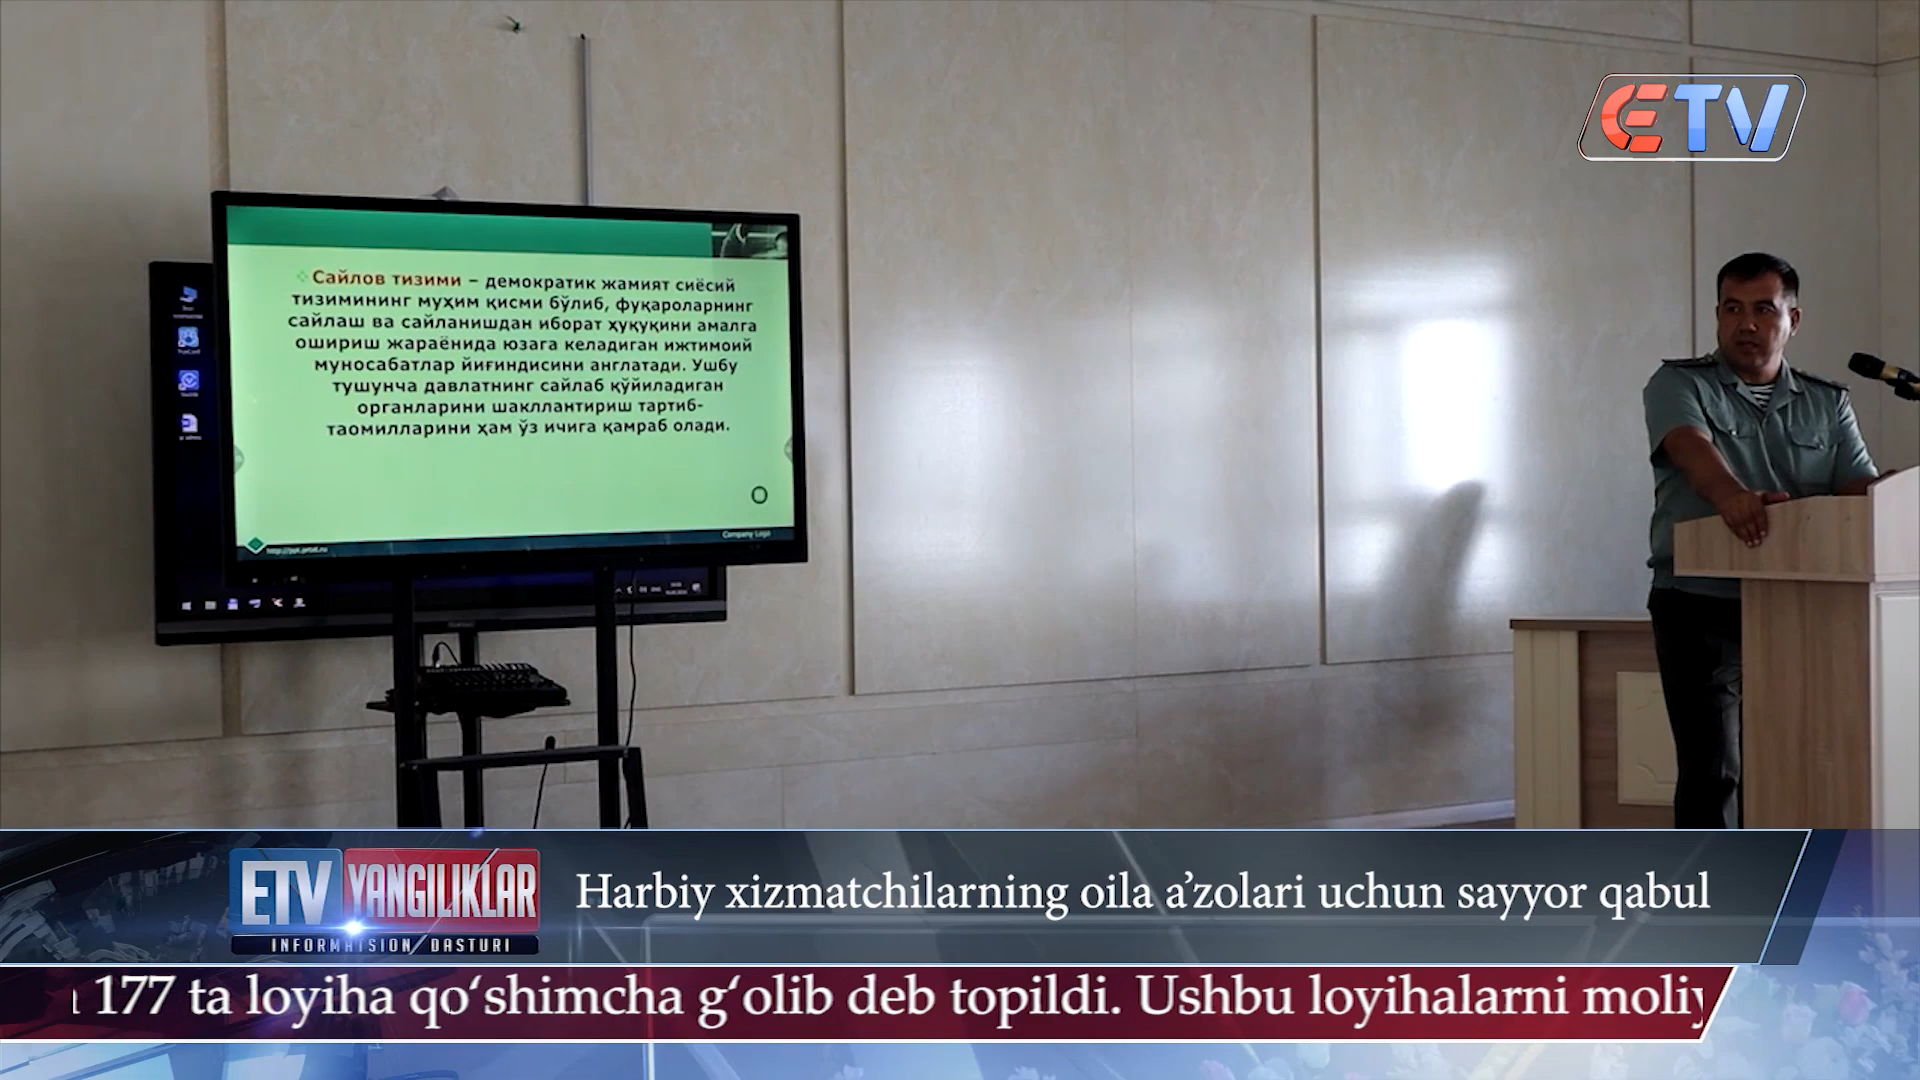 ETV
Сайлов тизими – демократик жамият сиёсий
тизимининг муҳим қисми бўлиб, фуқароларнинг
сайлаш ва сайланишдан иборат ҳуқуқини амалга
ошириш жараёнида юзага келадиган ижтимоий
муносабатлар йиғиндисини англатади. Ушбу
тушунча давлатнинг сайлаб қўйиладиган
органларини шакллантириш тартиб-
таомилларини ҳам ўз ичига қамраб олади.
Company Logo
ETV YANGILIKLAR
INFORMATSION DASTURI
Harbiy xizmatchilarning oila a’zolari uchun sayyor qabul
177 ta loyiha qo‘shimcha g‘olib deb topildi. Ushbu loyihalarni moliy